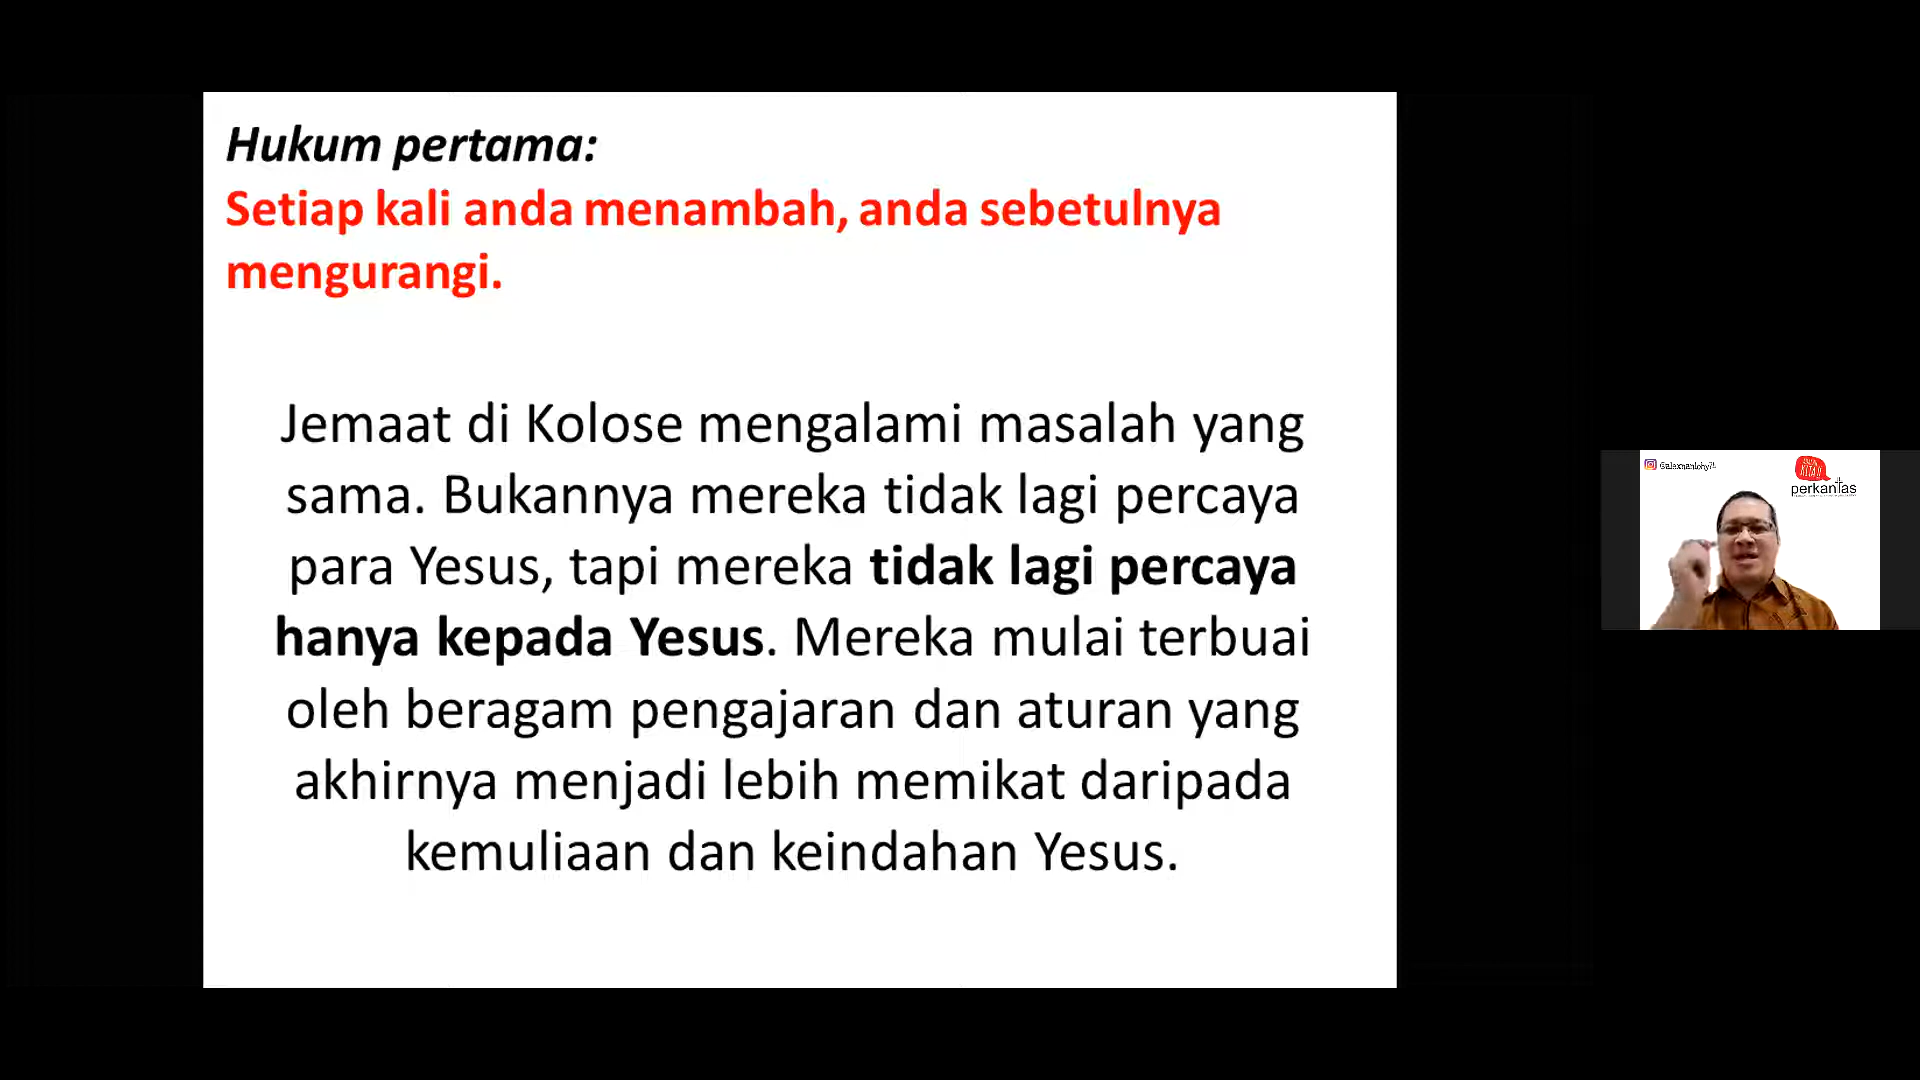 Hukum pertama:
Setiap kali anda menambah, anda sebetulnya
mengurangi.
Jemaat di Kolose mengalami masalah yang
sama. Bukannya mereka tidak lagi percaya
para Yesus, tapi mereka tidak lagi percaya
hanya kepada Yesus. Mereka mulai terbuai
oleh beragam pengajaran dan aturan yang
akhirnya menjadi lebih memikat daripada
kemuliaan dan keindahan Yesus.
perkantas